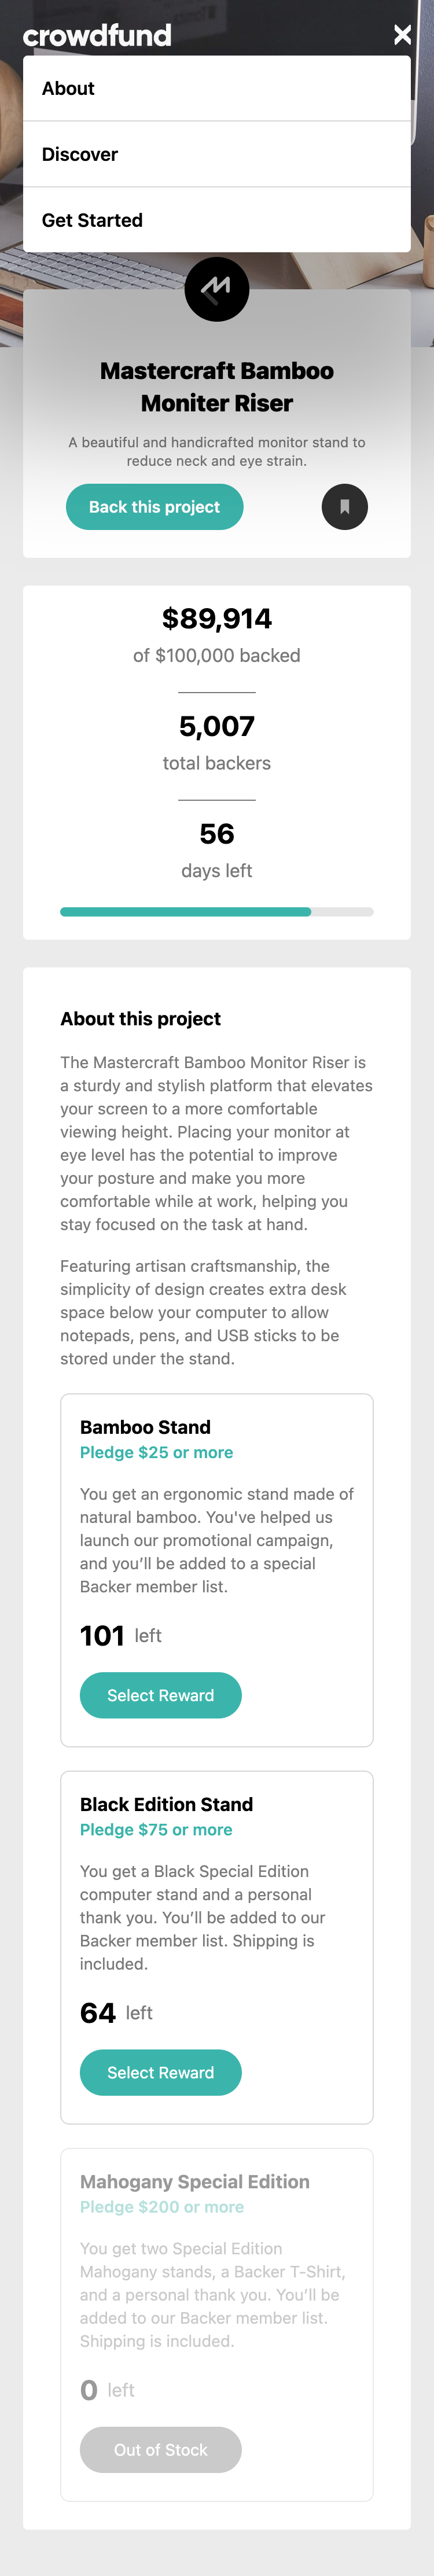 crowdfund
About
Discover
Get Started
Mastercraft Bamboo
Moniter Riser
A beautiful and handicrafted monitor stand to
reduce neck and eye strain.
Back this project
$89,914
of $100,000 backed
5,007
total backers
56
days left
About this project
The Mastercraft Bamboo Monitor Riser is
a sturdy and stylish platform that elevates
your screen to a more comfortable
viewing height. Placing your monitor at
eye level has the potential to improve
your posture and make you more
comfortable while at work, helping you
stay focused on the task at hand.
Featuring artisan craftsmanship, the
simplicity of design creates extra desk
space below your computer to allow
notepads, pens, and USB sticks to be
stored under the stand.
Bamboo Stand
Pledge $25 or more
You get an ergonomic stand made of
natural bamboo. You've helped us
launch our promotional campaign,
and you’ll be added to a special
Backer member list.
101 left
Select Reward
Black Edition Stand
Pledge $75 or more
You get a Black Special Edition
computer stand and a personal
thank you. You’ll be added to our
Backer member list. Shipping is
included.
64 left
Select Reward
Mahogany Special Edition
Pledge $200 or more
You get two Special Edition
Mahogany stands, a Backer T-Shirt,
and a personal thank you. You’ll be
added to our Backer member list.
Shipping is included.
0 left
Out of Stock